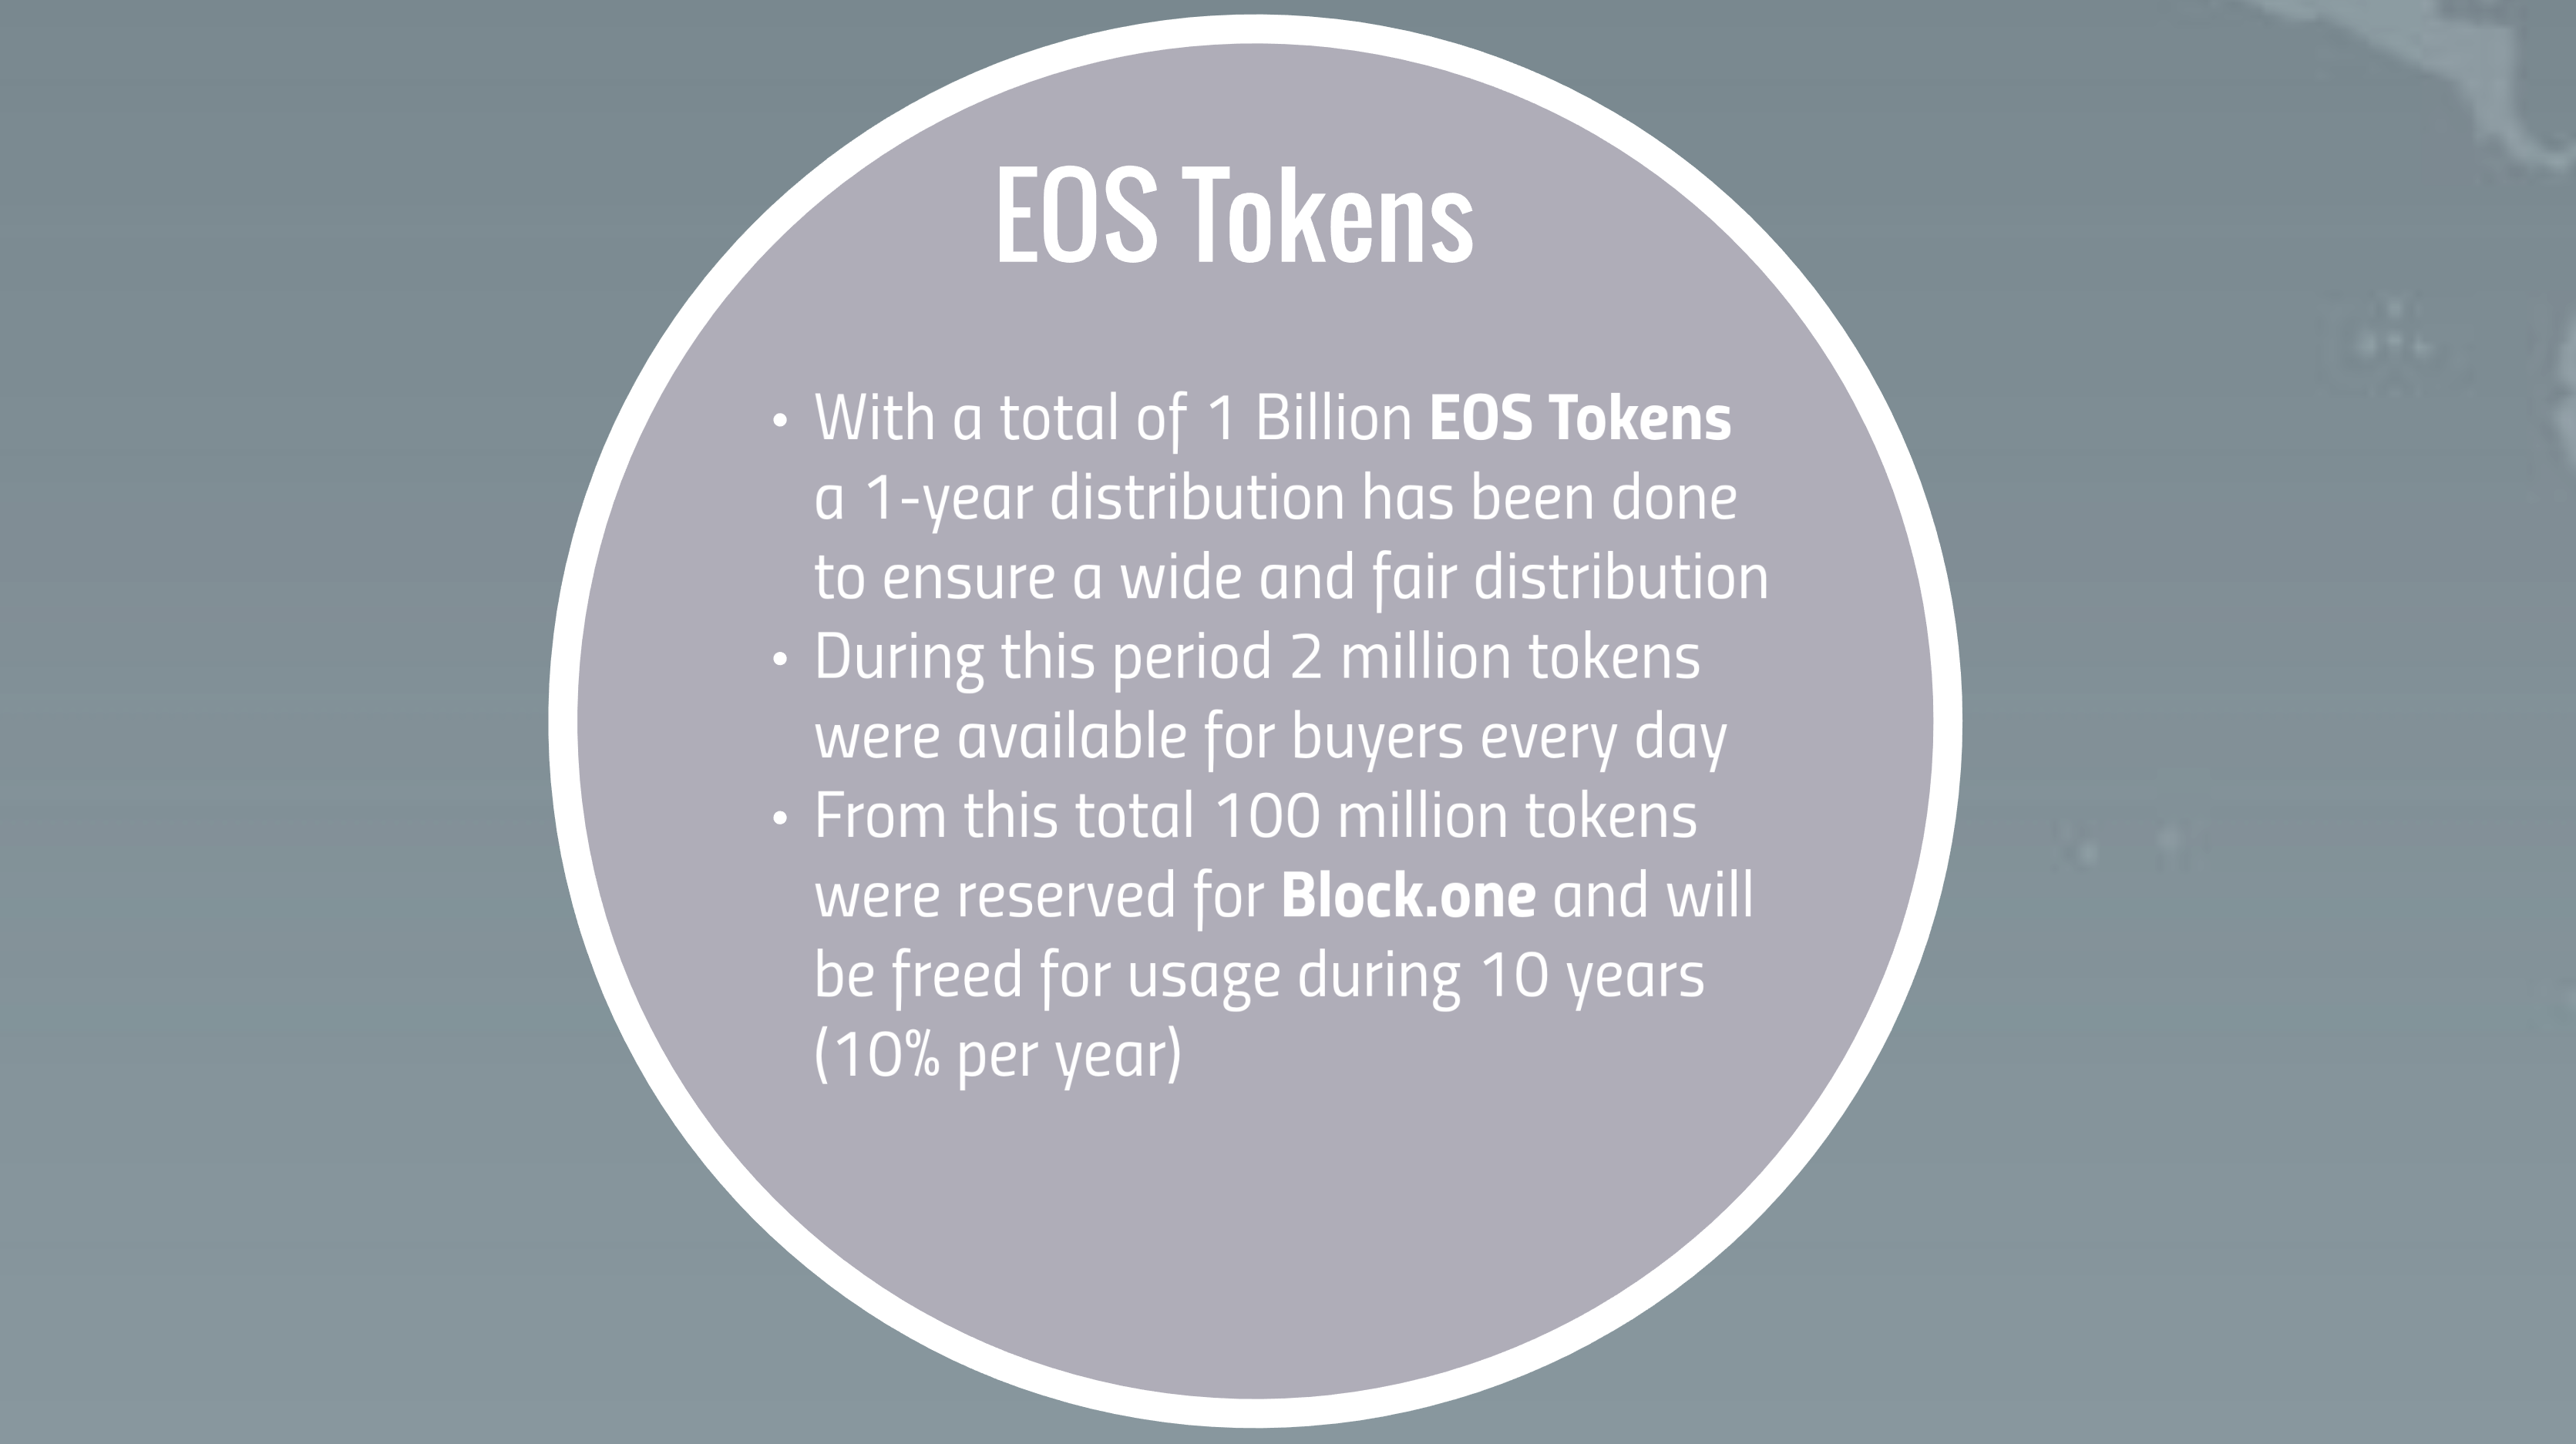 EOS Tokens
• With a total of 1 Billion EOS Tokens
a 1-year distribution has been done
to ensure a wide and fair distribution
• During this period 2 million tokens
were available for buyers every day
• From this total 100 million tokens
were reserved for Block.one and will
be freed for usage during 10 years
(10% per year)